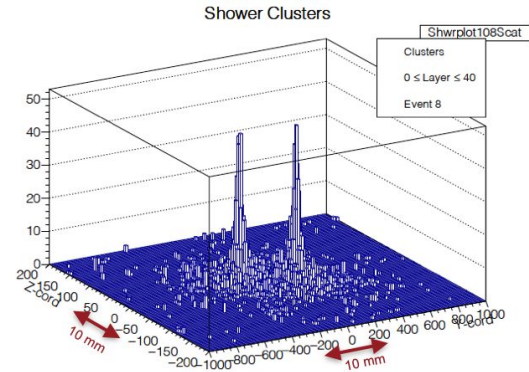 Shower Clusters
Shwrplot108Scat
Clusters
0 ≤ Layer ≤ 40
Event 8
50
40
30
20
10
0
200
150
100
50
0
−50
−100
−150
−200
Z-cord
−1000
−800
−600
−400
−200
0
200
400
600
800
1000
Y-cord
10 mm
10 mm